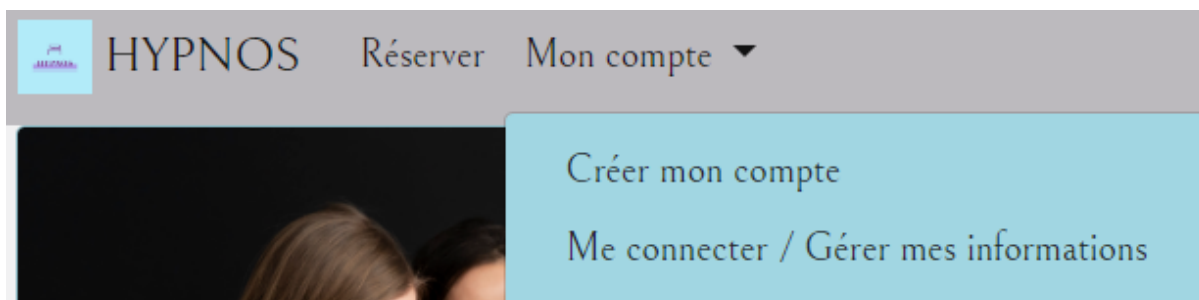 HYPNOS Réserver Mon compte
Créer mon compte
Me connecter / Gérer mes informations